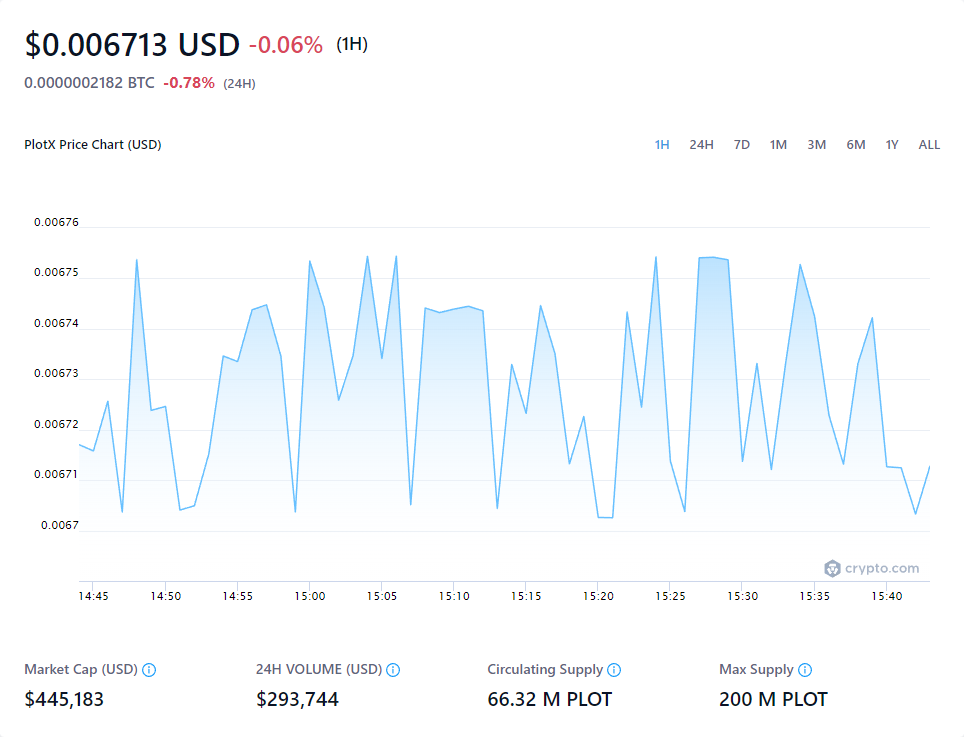 $0.006713 USD -0.06% (1H)
0.0000002182 BTC -0.78% (24H)
PlotX Price Chart (USD) 1H 24H 7D 1M 3M 6M 1Y ALL
0.00676
0.00675
0.00674
0.00673
0.00672
0.00671
0.0067
crypto.com
14:45 14:50 14:55 15:00 15:05 15:10 15:15 15:20 15:25 15:30 15:35 15:40
Market Cap (USD) 24H VOLUME (USD) Circulating Supply Max Supply
$445,183 $293,744 66.32 M PLOT 200 M PLOT